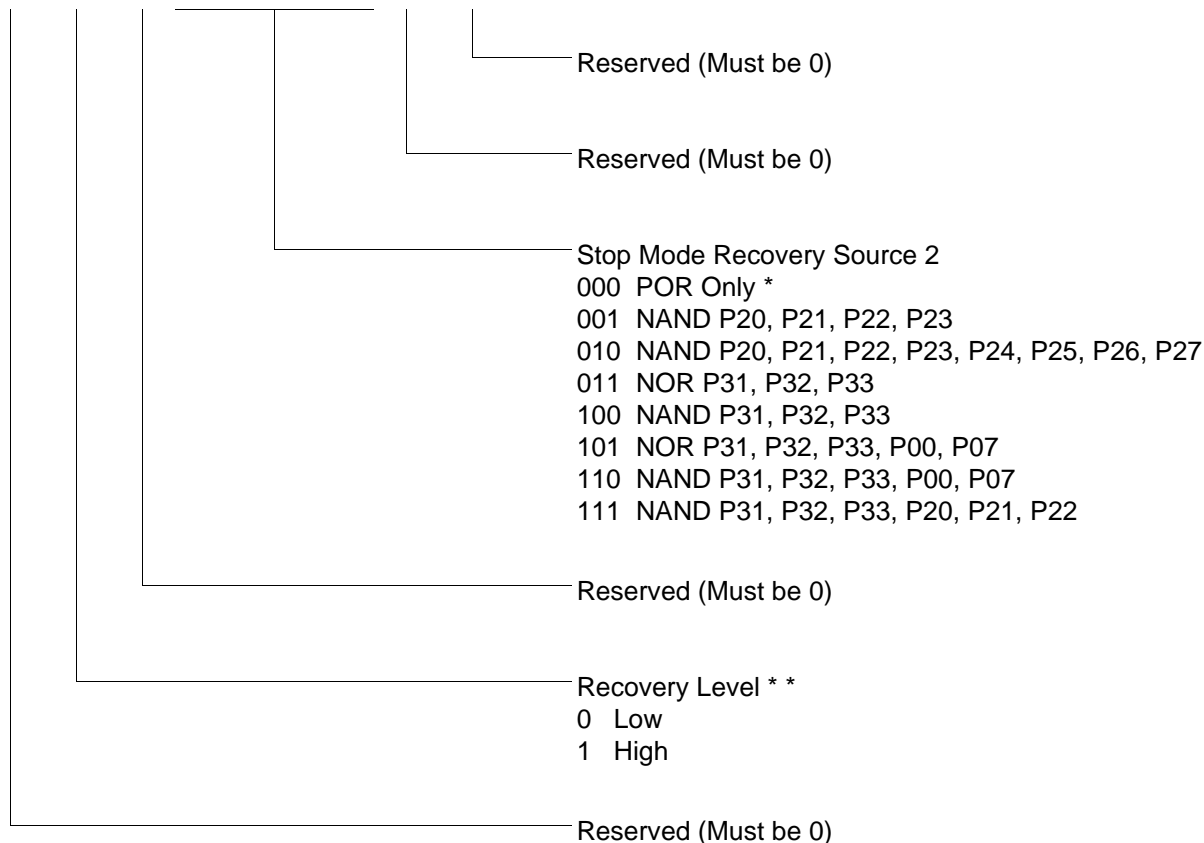 Reserved (Must be 0)
Reserved (Must be 0)
Stop Mode Recovery Source 2
000 POR Only *
001 NAND P20, P21, P22, P23
010 NAND P20, P21, P22, P23, P24, P25, P26, P27
011 NOR P31, P32, P33
100 NAND P31, P32, P33
101 NOR P31, P32, P33, P00, P07
110 NAND P31, P32, P33, P00, P07
111 NAND P31, P32, P33, P20, P21, P22
Reserved (Must be 0)
Recovery Level * *
0 Low
1 High
Reserved (Must be 0)